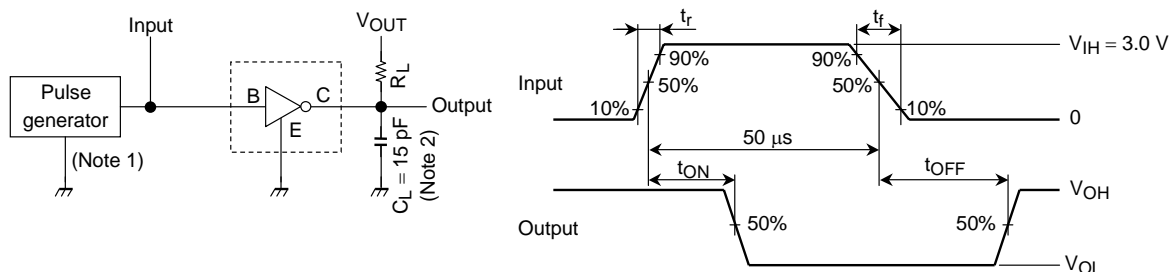 Input
VOUT
RL
Pulse
generator
(Note 1)
B
C
E
Output
CL = 15 pF
(Note 2)
tr
tf
VIH = 3.0 V
90%
90%
Input
50%
50%
10%
10%
0
50 μs
tON
tOFF
VOH
50%
50%
Output
VOL